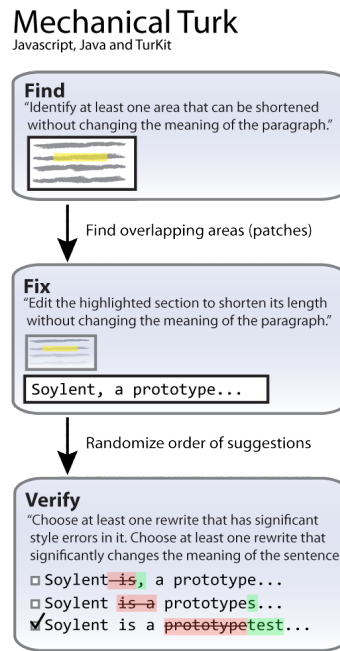 Mechanical Turk
Javascript, Java and TurKit
Find
“Identify at least one area that can be shortened
without changing the meaning of the paragraph.”
Find overlapping areas (patches)
Fix
“Edit the highlighted section to shorten its length
without changing the meaning of the paragraph.”
Soylent, a prototype...
Randomize order of suggestions
Verify
“Choose at least one rewrite that has significant
style errors in it. Choose at least one rewrite that
significantly changes the meaning of the sentence
Soylent is, a prototype...
Soylent is a prototypes...
Soylent is a prototypetest...